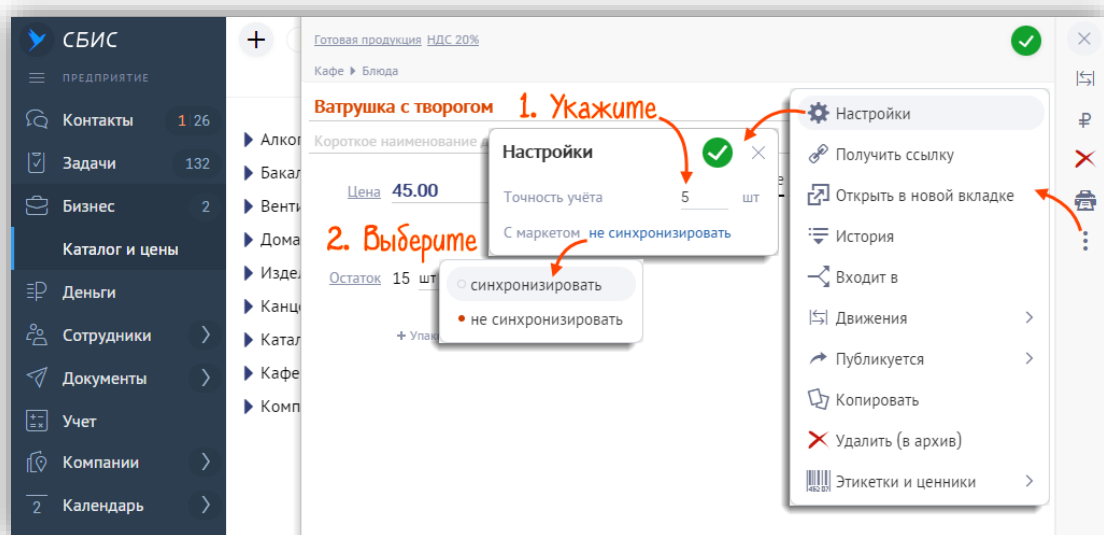 СБИС
ПРЕДПРИЯТИЕ
Контакты 1 26
Задачи 132
Бизнес 2
Каталог и цены
Деньги
Сотрудники
Документы
Учет
Компании
2 Календарь
+
Алког
Бакал
Венти
Дома
Издел
Канц
Катал
Кафе
Комп
Готовая продукция НДС 20%
Кафе Блюда
Ватрушка с творогом
Короткое наименование д
Цена 45.00
Остаток 15 шт
+ Упак
1. Укажите
Настройки
Точность учёта 5 шт
С маркетом не синхронизировать
2. Выберите
синхронизировать
не синхронизировать
Настройки
Получить ссылку
Открыть в новой вкладке
История
Входит в
Движения
Публикуется
Копировать
Удалить (в архив)
Этикетки и ценники
₽